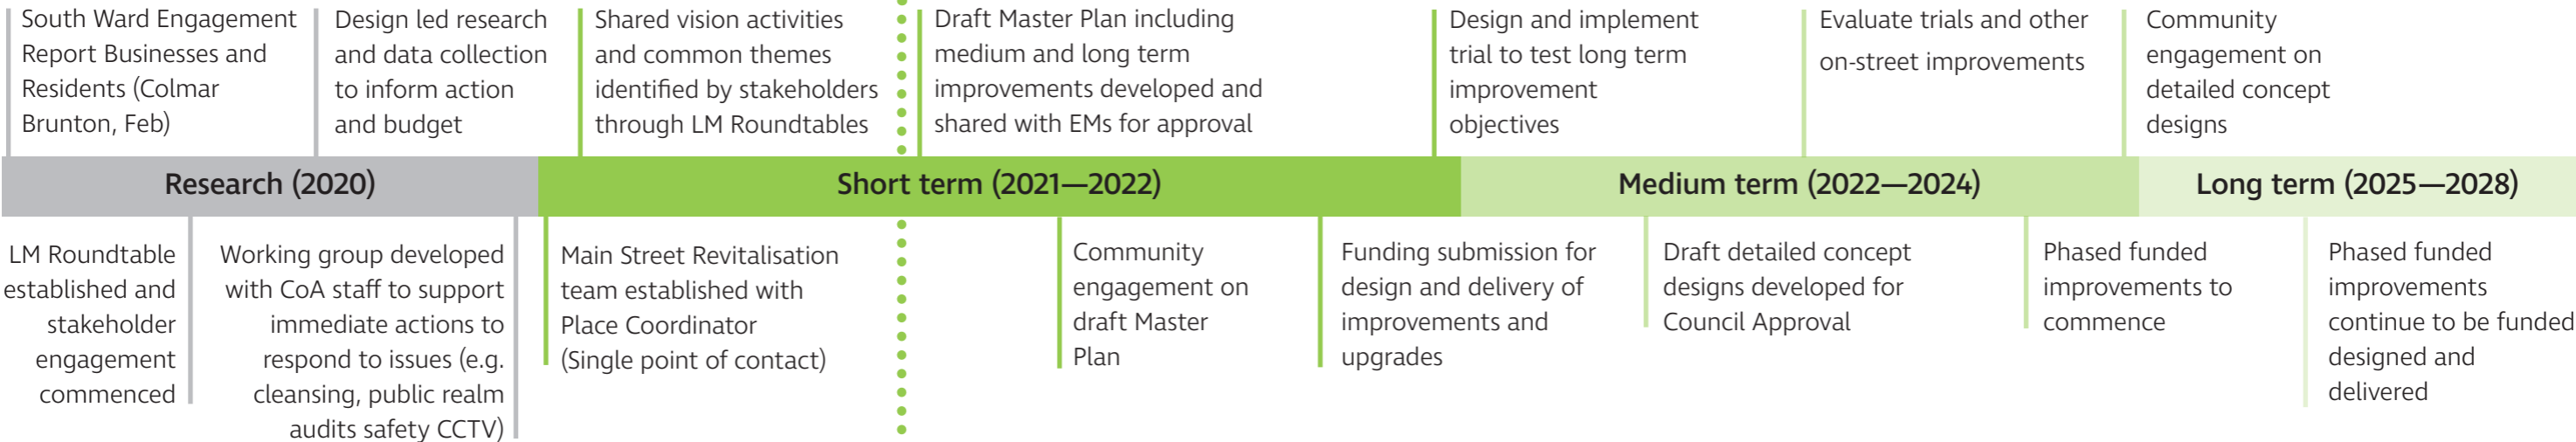 South Ward Engagement
Report Businesses and
Residents (Colmar
Brunton, Feb)
Design led research
and data collection
to inform action
and budget
Shared vision activities
and common themes
identified by stakeholders
through LM Roundtables
Draft Master Plan including
medium and long term
improvements developed and
shared with EMs for approval
Design and implement
trial to test long term
improvement
objectives
Evaluate trials and other
on-street improvements
Community
engagement on
detailed concept
designs
Research (2020)
Short term (2021—2022)
Medium term (2022—2024)
Long term (2025—2028)
LM Roundtable
established and
stakeholder
engagement
commenced
Working group developed
with CoA staff to support
immediate actions to
respond to issues (e.g.
cleansing, public realm
audits safety CCTV)
Main Street Revitalisation
team established with
Place Coordinator
(Single point of contact)
Community
engagement on
draft Master
Plan
Funding submission for
design and delivery of
improvements and
upgrades
Draft detailed concept
designs developed for
Council Approval
Phased funded
improvements to
commence
Phased funded
improvements
continue to be funded
designed and
delivered